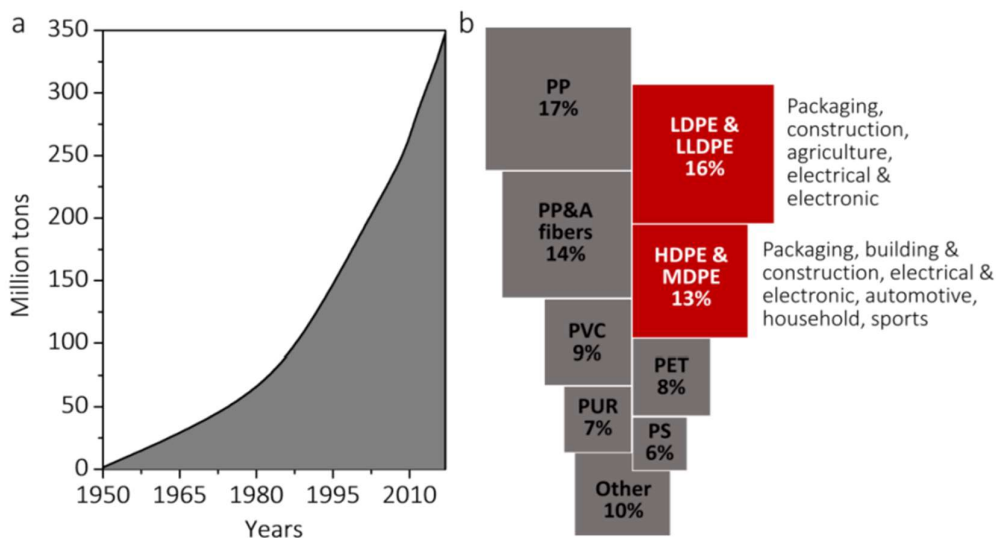 a
350
300
250
200
150
100
50
0
Million tons
1950 1965 1980 1995 2010
Years
b
PP
17%
LDPE &
LLDPE
16%
Packaging,
construction,
agriculture,
electrical &
electronic
PP&A
fibers
14%
HDPE &
MDPE
13%
Packaging, building &
construction, electrical &
electronic, automotive,
household, sports
PVC
9%
PET
8%
PUR
7%
PS
6%
Other
10%